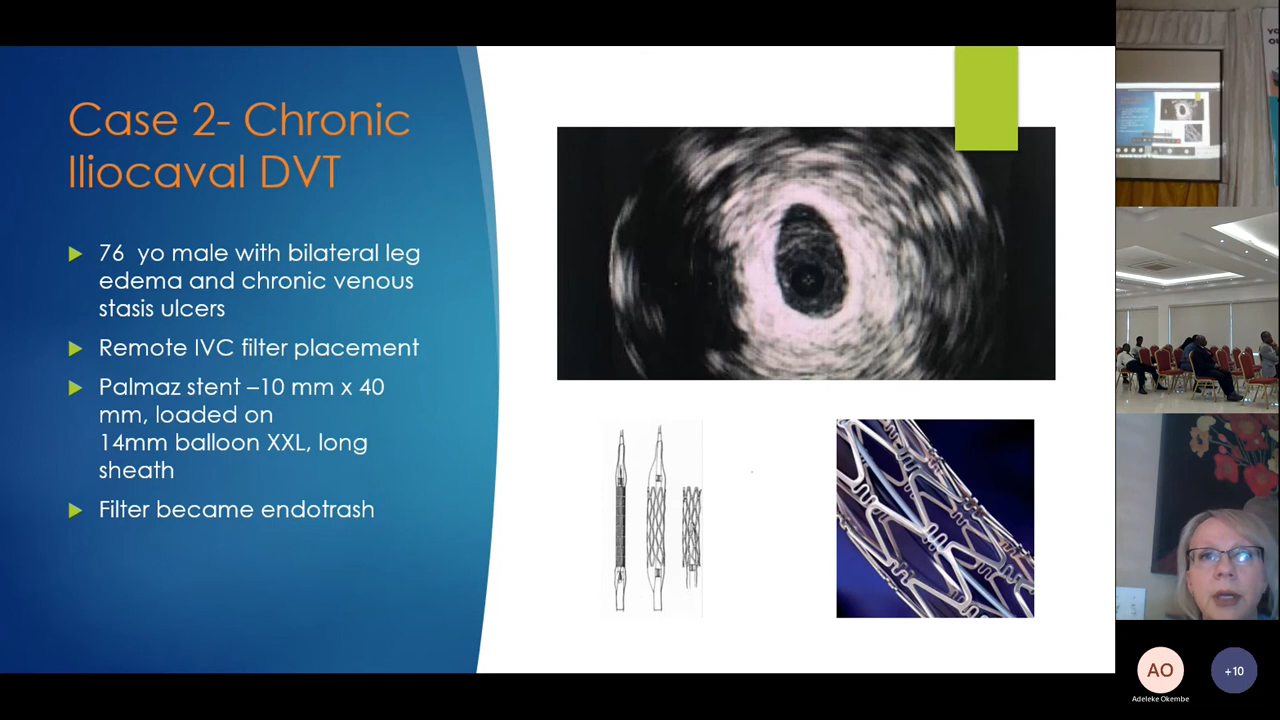 Case 2- Chronic
Iliocaval DVT
76 yo male with bilateral leg
edema and chronic venous
stasis ulcers
Remote IVC filter placement
Palmaz stent –10 mm x 40
mm, loaded on
14mm balloon XXL, long
sheath
Filter became endotrash
AO
+10
Adeleke Okembe